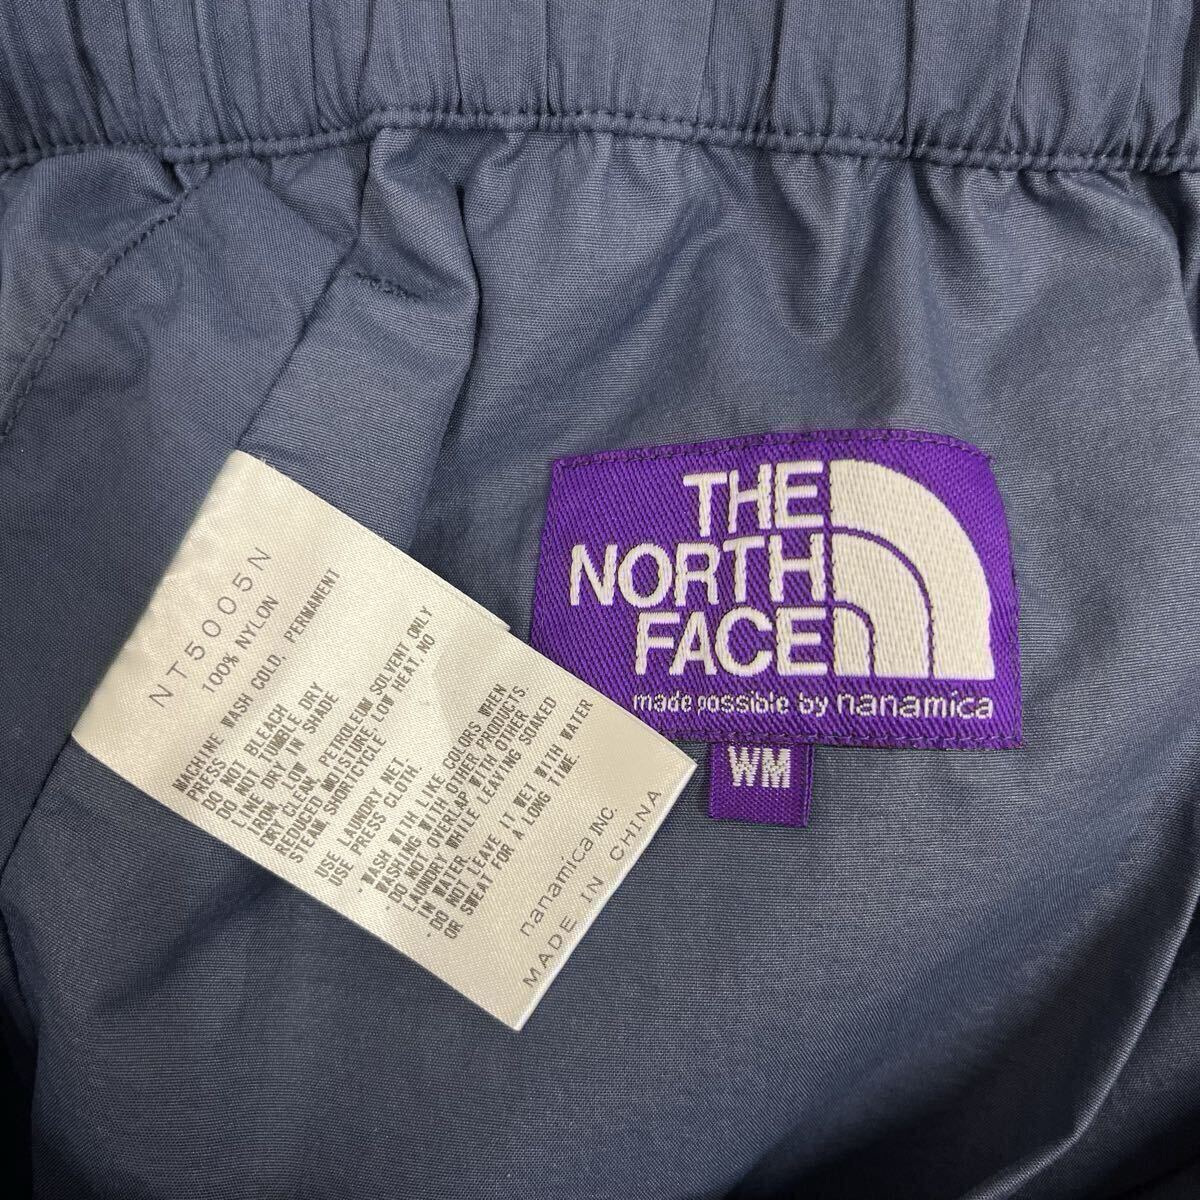 NT5005N
100% NYLON
MACHINE WASH COLD, PERMANENT
PRESS
DO NOT BLEACH
DO NOT TUMBLE DRY
LINE DRY IN SHADE
IRON, LOW
DRY CLEAN, PETROLEUM SOLVENT ONLY
REDUCED MOISTURE-LOW HEAT, NO
STEAM SHORTCYCLE
USE LAUNDRY NET.
USE PRESS CLOTH.
-WASH WITH LIKE COLORS WHEN
WASHING WITH OTHER PRODUCTS.
-DO NOT OVERLAP WITH OTHER
LAUNDRY WHILE LEAVING SOAKED
IN WATER.
-DO NOT LEAVE IT WET WITH WATER
OR SWEAT FOR A LONG TIME.
nanamica INC.
MADE IN CHINA
THE
NORTH
FACE
made possible by nanamica
WM